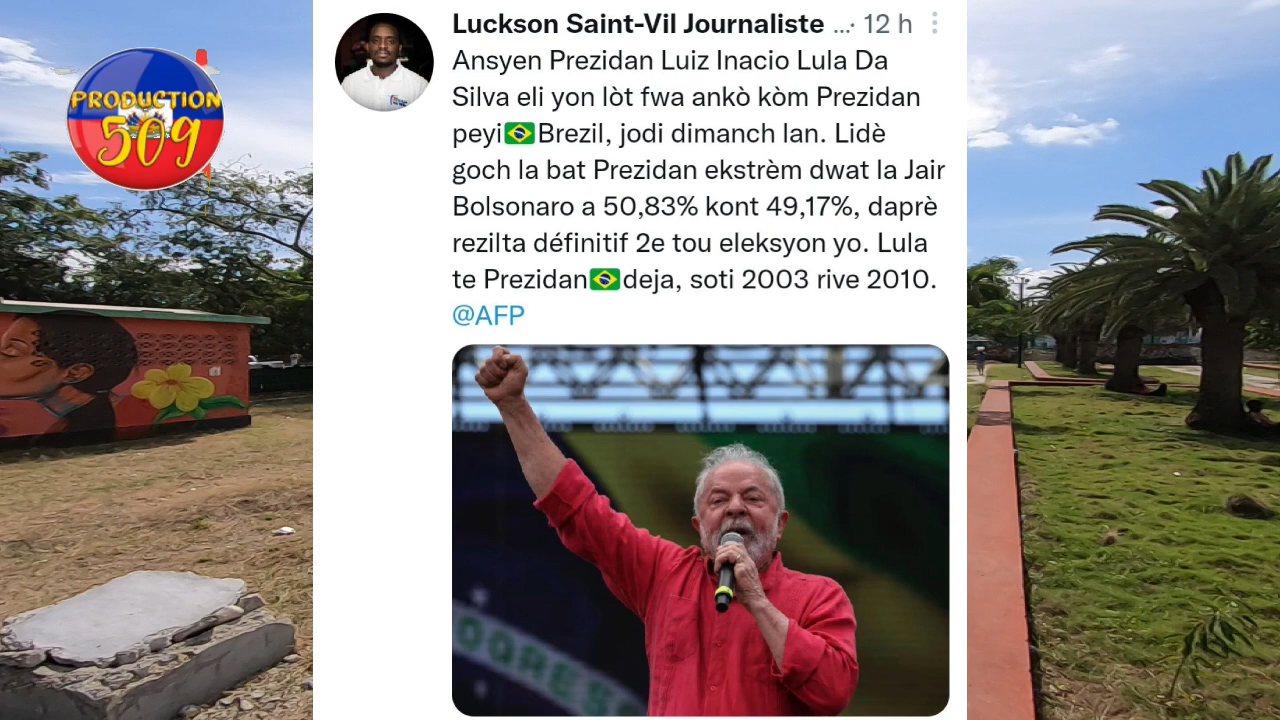 PRODUCTION
509
Luckson Saint-Vil Journaliste ...· 12 h
Ansyen Prezidan Luiz Inacio Lula Da
Silva eli yon lòt fwa ankò kòm Prezidan
peyi🇧🇷Brezil, jodi dimanch lan. Lidè
goch la bat Prezidan ekstrèm dwat la Jair
Bolsonaro a 50,83% kont 49,17%, daprè
rezilta définitif 2e tou eleksyon yo. Lula
te Prezidan🇧🇷deja, soti 2003 rive 2010.
@AFP
OGRESS